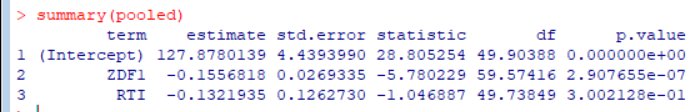 > summary(pooled)
term estimate std.error statistic df p.value
1 (Intercept) 127.8780139 4.4393990 28.805254 49.90388 0.000000e+00
2 ZDF1 -0.1556818 0.0269335 -5.780229 59.57416 2.907655e-07
3 RTI -0.1321935 0.1262730 -1.046887 49.73849 3.002128e-01